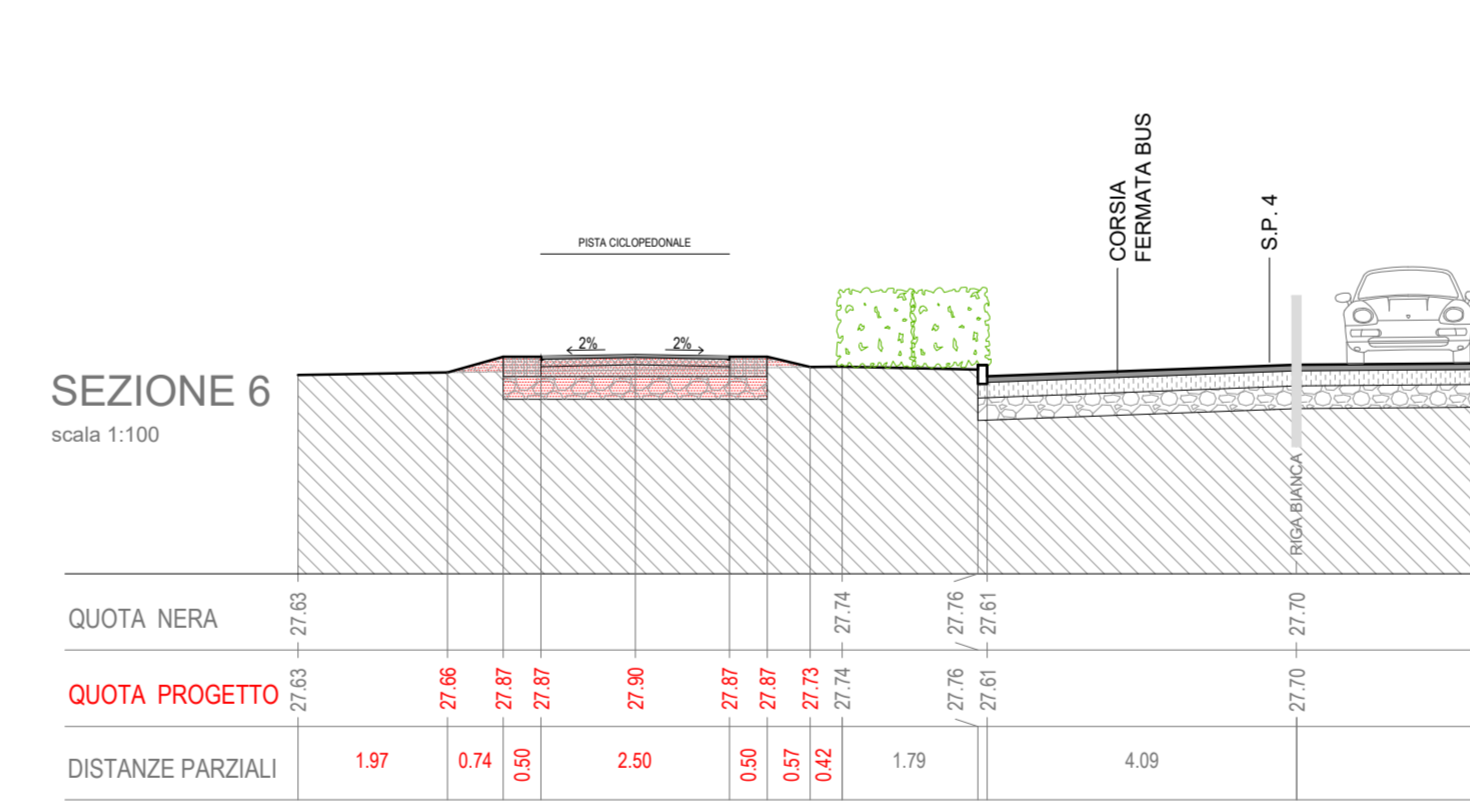 CORSIA
FERMATA BUS
S.P. 4
PISTA CICLOPEDONALE
2%
2%
SEZIONE 6
scala 1:100
RIGA BIANCA
QUOTA NERA 27.63 27.74 27.76 27.61 27.70
QUOTA PROGETTO 27.63 27.66 27.87 27.87 27.90 27.87 27.87 27.73 27.74 27.76 27.61 27.70
DISTANZE PARZIALI 1.97 0.74 0.50 2.50 0.50 0.57 0.42 1.79 4.09